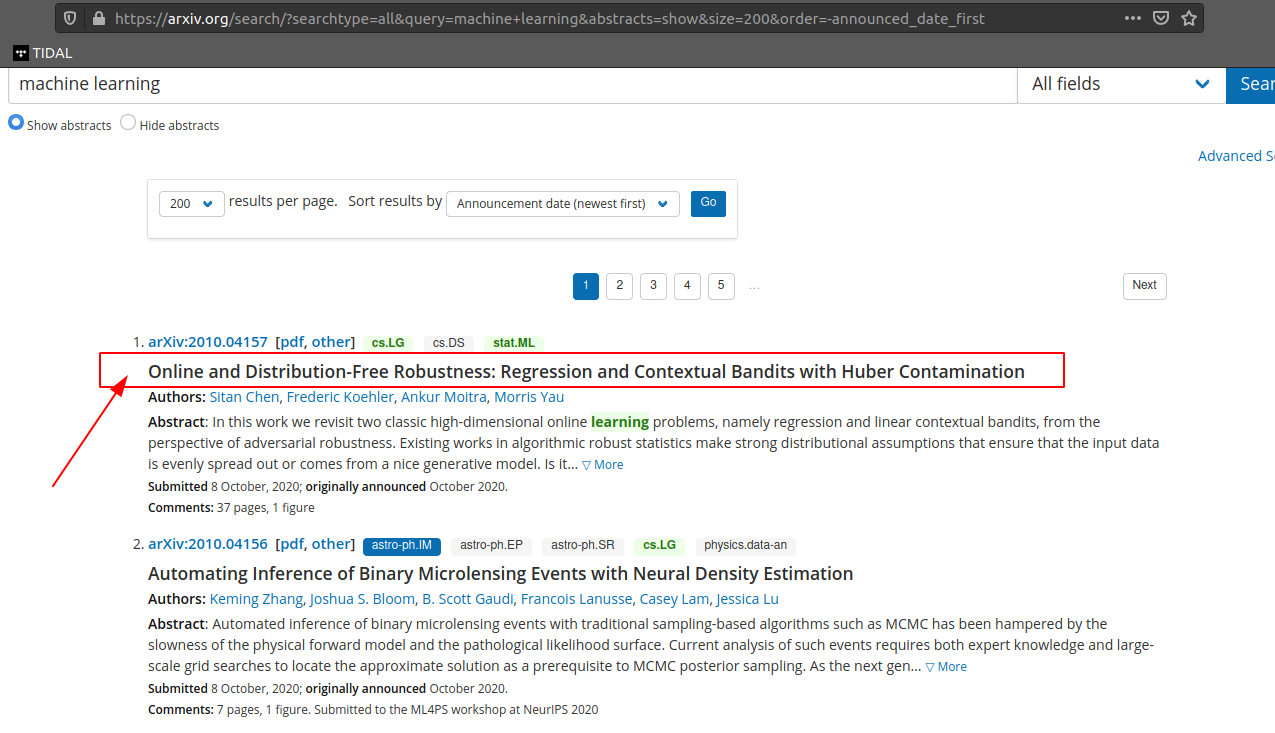 https://arxiv.org/search/?searchtype=all&query=machine+learning&abstracts=show&size=200&order=-announced_date_first
TIDAL
machine learning All fields Sear
Show abstracts Hide abstracts
Advanced S
200 results per page. Sort results by Announcement date (newest first) Go
1 2 3 4 5 … Next
1. arXiv:2010.04157 [pdf, other] cs.LG cs.DS stat.ML
Online and Distribution-Free Robustness: Regression and Contextual Bandits with Huber Contamination
Authors: Sitan Chen, Frederic Koehler, Ankur Moitra, Morris Yau
Abstract: In this work we revisit two classic high-dimensional online learning problems, namely regression and linear contextual bandits, from the
perspective of adversarial robustness. Existing works in algorithmic robust statistics make strong distributional assumptions that ensure that the input data
is evenly spread out or comes from a nice generative model. Is it… ▽ More
Submitted 8 October, 2020; originally announced October 2020.
Comments: 37 pages, 1 figure
2. arXiv:2010.04156 [pdf, other] astro-ph.IM astro-ph.EP astro-ph.SR cs.LG physics.data-an
Automating Inference of Binary Microlensing Events with Neural Density Estimation
Authors: Keming Zhang, Joshua S. Bloom, B. Scott Gaudi, Francois Lanusse, Casey Lam, Jessica Lu
Abstract: Automated inference of binary microlensing events with traditional sampling-based algorithms such as MCMC has been hampered by the
slowness of the physical forward model and the pathological likelihood surface. Current analysis of such events requires both expert knowledge and large-
scale grid searches to locate the approximate solution as a prerequisite to MCMC posterior sampling. As the next gen… ▽ More
Submitted 8 October, 2020; originally announced October 2020.
Comments: 7 pages, 1 figure. Submitted to the ML4PS workshop at NeurIPS 2020